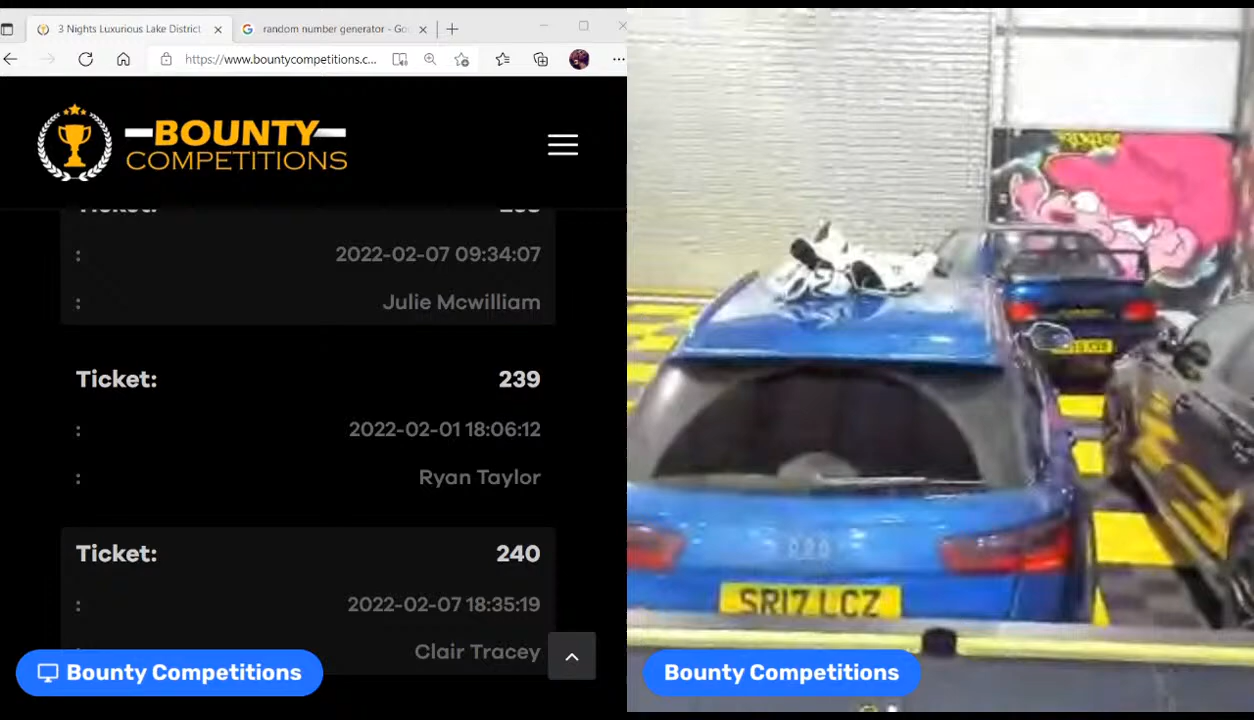 3 Nights Luxurious Lake District
random number generator - Go
https://www.bountycompetitions.c...
BOUNTY
COMPETITIONS
: 2022-02-07 09:34:07
: Julie Mcwilliam
Ticket: 239
: 2022-02-01 18:06:12
: Ryan Taylor
Ticket: 240
: 2022-02-07 18:35:19
: Clair Tracey
Bounty Competitions
SR17 LCZ
Bounty Competitions